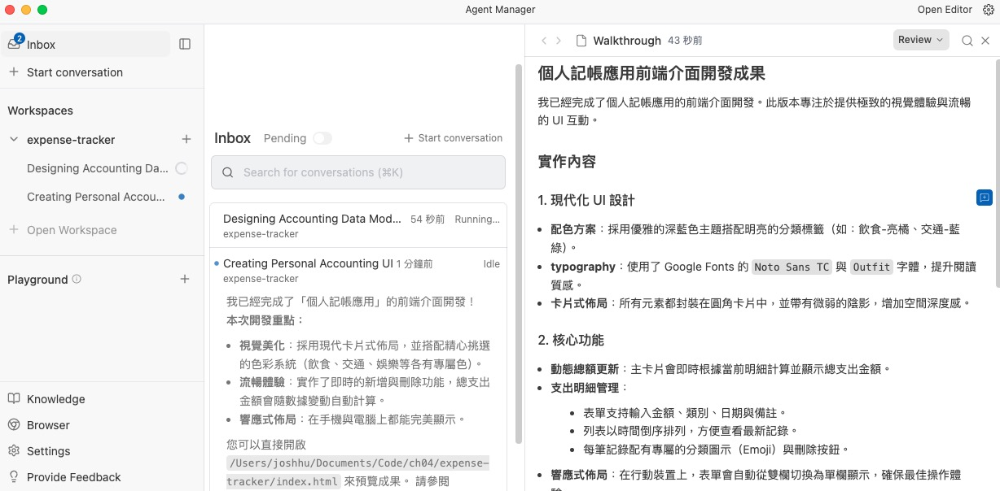 Agent Manager
Open Editor
2
Inbox
Start conversation
Workspaces
expense-tracker
Designing Accounting Da...
Creating Personal Accou...
Open Workspace
Playground
Knowledge
Browser
Settings
Provide Feedback
Inbox
Pending
Start conversation
Search for conversations (⌘K)
Designing Accounting Data Mod... 54 秒前 Running...
expense-tracker
Creating Personal Accounting UI 1 分鐘前 Idle
expense-tracker
我已經完成了「個人記帳應用」的前端介面開發！
本次開發重點：
• 視覺美化：採用現代卡片式佈局，並搭配精心挑選
的色彩系統（飲食、交通、娛樂等各有專屬色）。
• 流暢體驗：實作了即時的新增與刪除功能，總支出
金額會隨數據變動自動計算。
• 響應式佈局：在手機與電腦上都能完美顯示。
您可以直接開啟
/Users/joshhu/Documents/Code/ch04/expense-
tracker/index.html 來預覽成果。 請參閱
Walkthrough 43 秒前
Review
個人記帳應用前端介面開發成果
我已經完成了個人記帳應用的前端介面開發。此版本專注於提供極致的視覺體驗與流暢
的 UI 互動。
實作內容
1. 現代化 UI 設計
• 配色方案：採用優雅的深藍色主題搭配明亮的分類標籤（如：飲食-亮橘、交通-藍
綠）。
• typography：使用了 Google Fonts 的 Noto Sans TC 與 Outfit 字體，提升閱讀
質感。
• 卡片式佈局：所有元素都封裝在圓角卡片中，並帶有微弱的陰影，增加空間深度感。
2. 核心功能
• 動態總額更新：主卡片會即時根據當前明細計算並顯示總支出金額。
• 支出明細管理：
• 表單支持輸入金額、類別、日期與備註。
• 列表以時間倒序排列，方便查看最新記錄。
• 每筆記錄配有專屬的分類圖示（Emoji）與刪除按鈕。
• 響應式佈局：在行動裝置上，表單會自動從雙欄切換為單欄顯示，確保最佳操作體